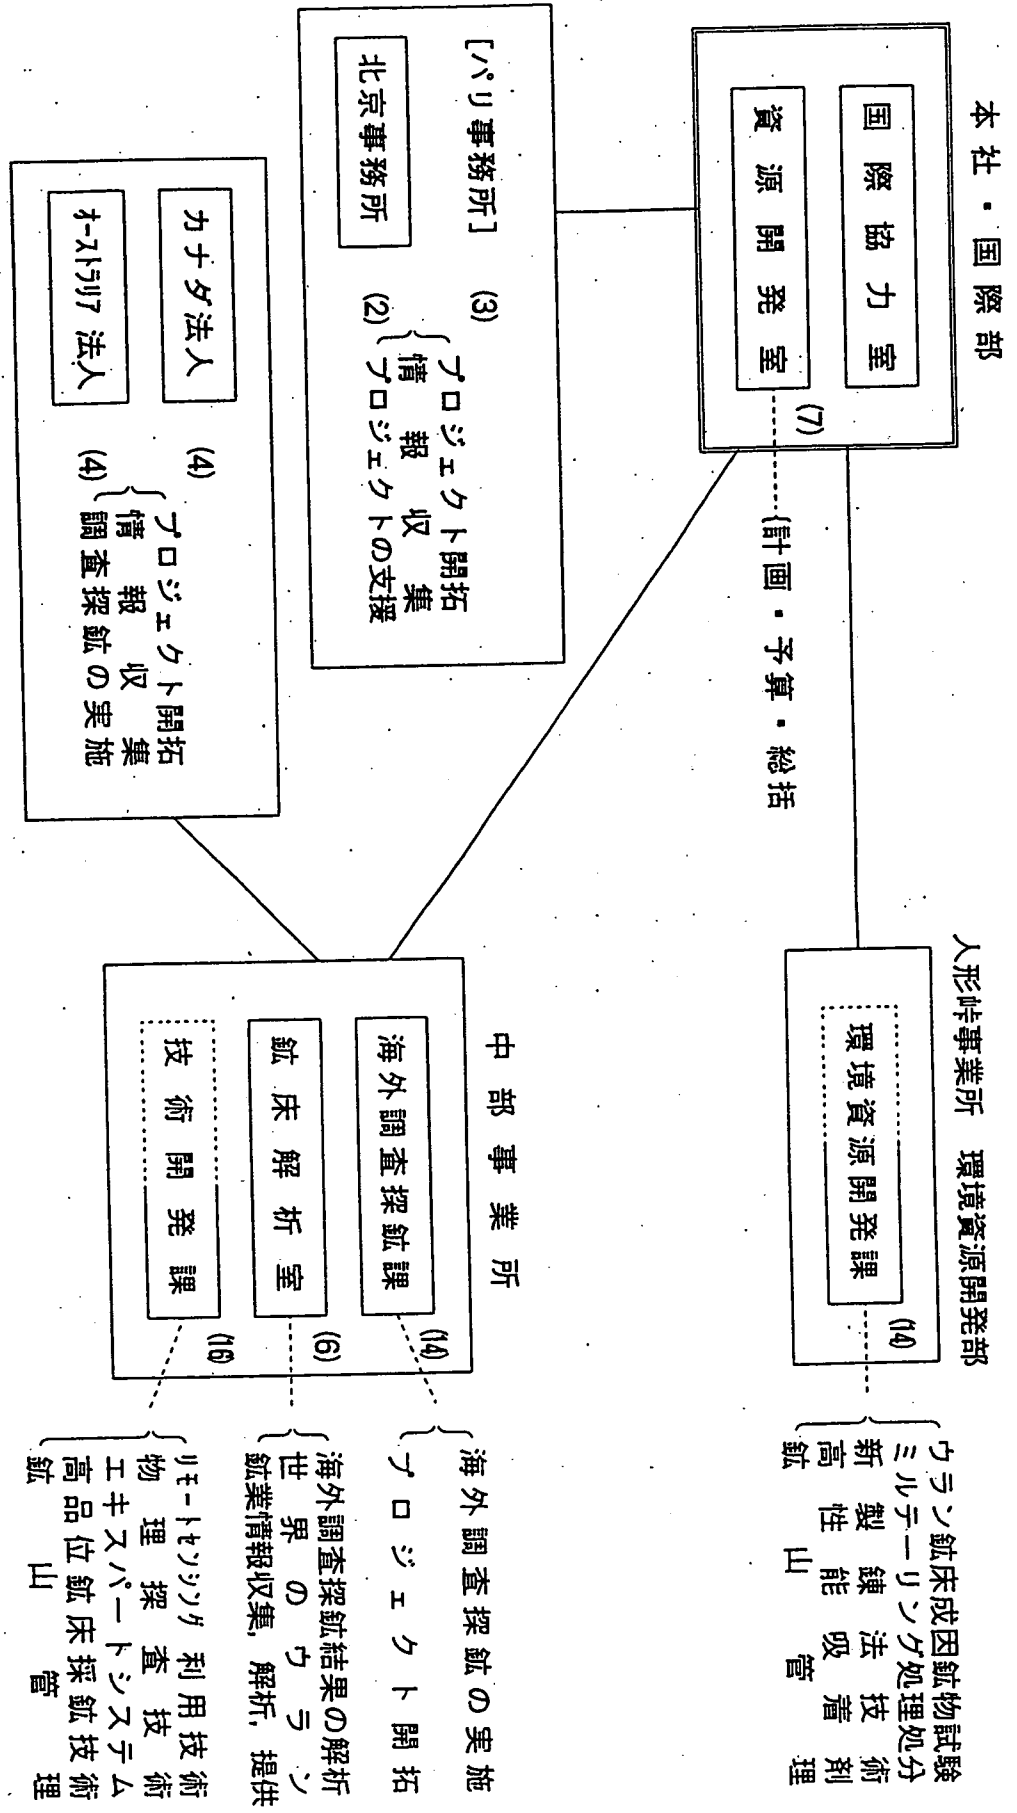 本社・国際部
国際協力室
資源開発室
(7)
計画・予算・総括
[パリ事務所]
(3)
北京事務所
(2)
プロジェクト開拓
情報収集
プロジェクトの支援
カナダ法人
(4)
オーストラリア法人
(4)
プロジェクト開拓
情報収集
調査探鉱の実施
人形峠事業所 環境資源開発部
環境資源開発課
(14)
ウラン鉱床成因鉱物試験
ミルテーリング処理処分
新製錬法技術
高性能吸着剤
鉱山管理
中部事業所
海外調査探鉱課
(14)
海外調査探鉱の実施
プロジェクト開拓
鉱床解析室
(6)
海外調査探鉱結果の解析
世界のウラン
鉱業情報収集, 解析, 提供
技術開発課
(16)
リモートセンシング利用技術
物理探査技術
エキスパートシステム
高品位鉱床採鉱技術
鉱山管理